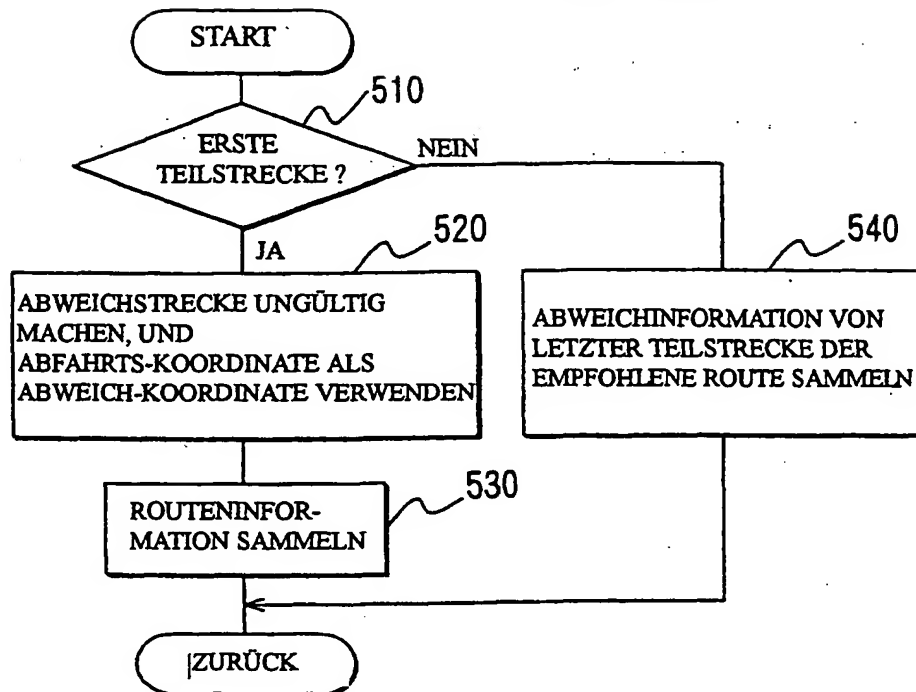 START
510
ERSTE
TEILSTRECKE ?
NEIN
JA
520
ABWEICHSTRECKE UNGÜLTIG
MACHEN, UND
ABFAHRTS-KOORDINATE ALS
ABWEICH-KOORDINATE VERWENDEN
540
ABWEICHINFORMATION VON
LETZTER TEILSTRECKE DER
EMPFOHLENE ROUTE SAMMELN
530
ROUTENINFOR-
MATION SAMMELN
|ZURÜCK